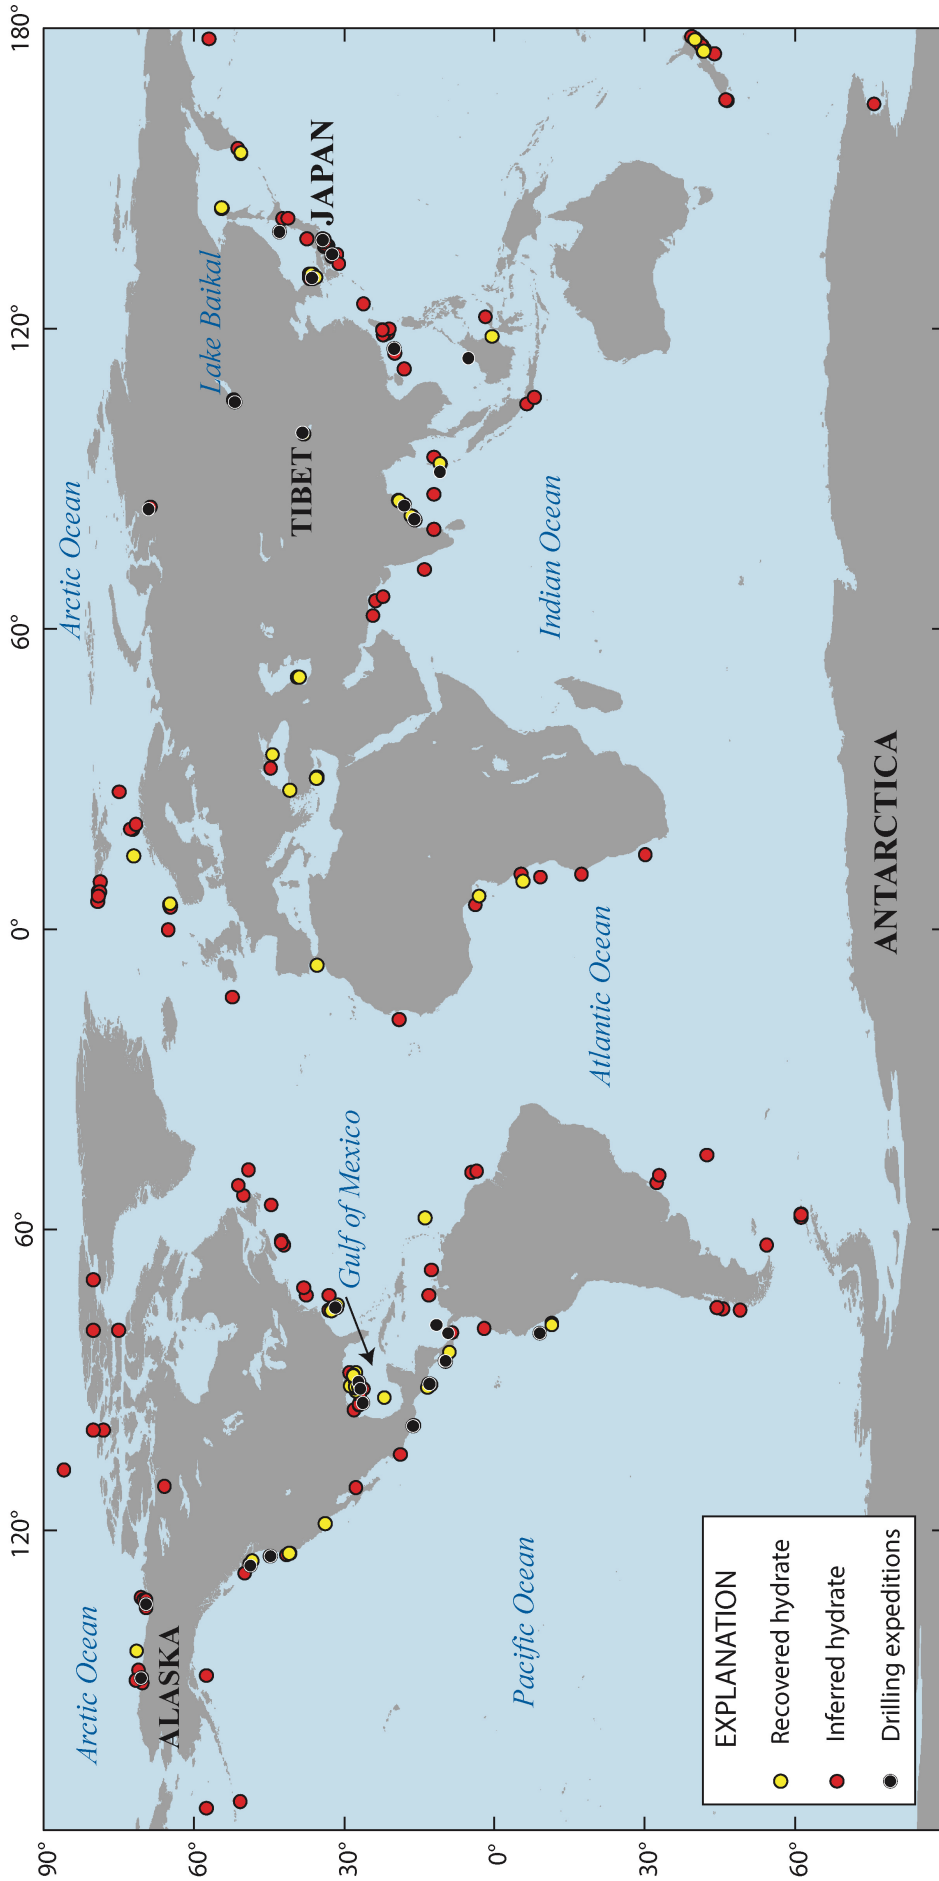 120°
60°
0°
60°
120°
180°
90°
60°
30°
0°
30°
60°
Arctic Ocean
Arctic Ocean
ALASKA
Lake Baikal
TIBET
JAPAN
Gulf of Mexico
Pacific Ocean
Atlantic Ocean
Indian Ocean
ANTARCTICA
EXPLANATION
Recovered hydrate
Inferred hydrate
Drilling expeditions